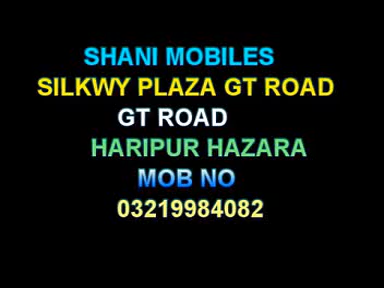 SHANI MOBILES
SILKWY PLAZA GT ROAD
GT ROAD
HARIPUR HAZARA
MOB NO
03219984082